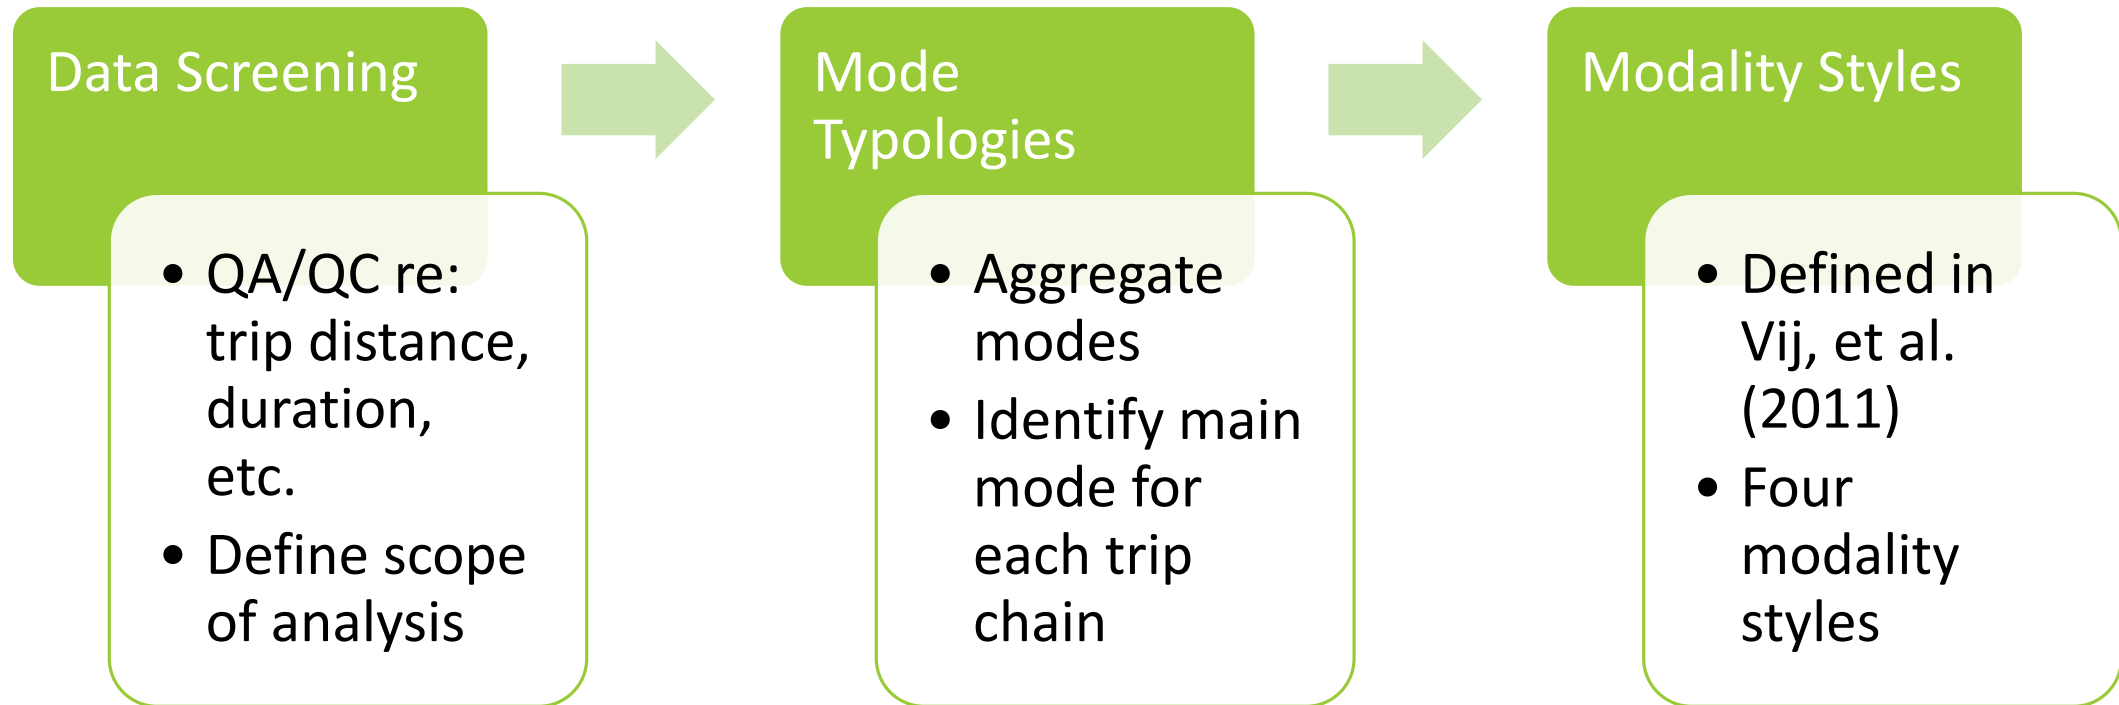 Data Screening
• QA/QC re:
trip distance,
duration,
etc.
• Define scope
of analysis
Mode
Typologies
• Aggregate
modes
• Identify main
mode for
each trip
chain
Modality Styles
• Defined in
Vij, et al.
(2011)
• Four
modality
styles